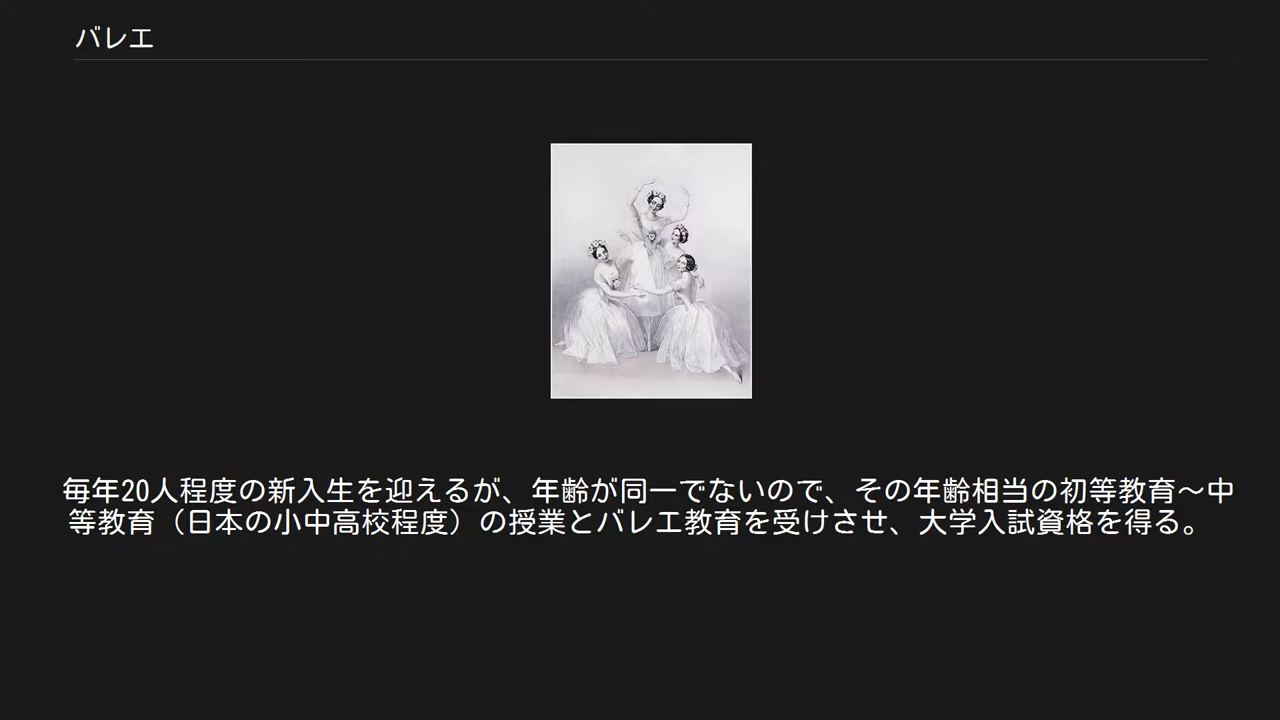 バレエ
毎年20人程度の新入生を迎えるが、年齢が同一でないので、その年齢相当の初等教育～中
等教育（日本の小中高校程度）の授業とバレエ教育を受けさせ、大学入試資格を得る。